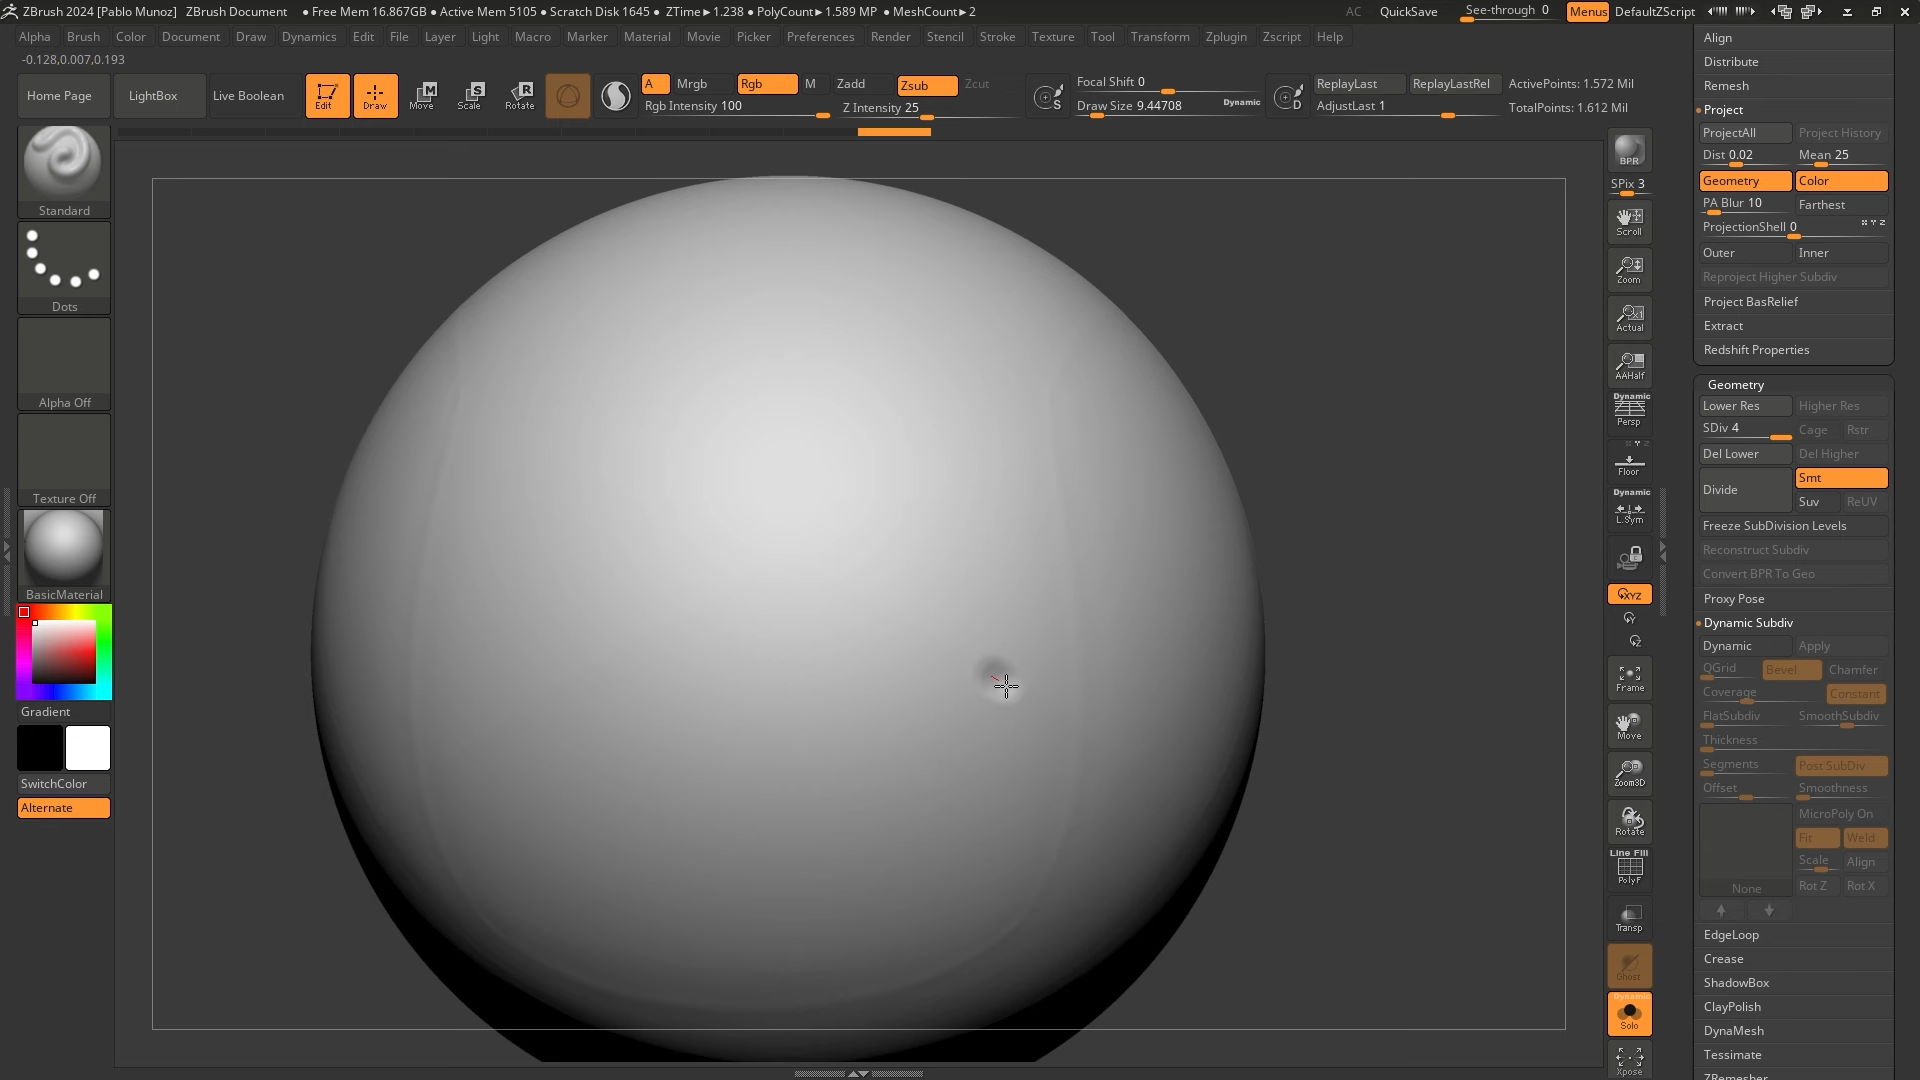 ZBrush 2024 [Pablo Munoz] ZBrush Document ● Free Mem 16.867GB ● Active Mem 5105 ● Scratch Disk 1645 ● ZTime►1.238 ● PolyCount►1.589 MP ● MeshCount►2 AC QuickSave See-through 0 Menus DefaultZScript
Alpha Brush Color Document Draw Dynamics Edit File Layer Light Macro Marker Material Movie Picker Preferences Render Stencil Stroke Texture Tool Transform Zplugin Zscript Help
-0.128,0.007,0.193
Home Page LightBox Live Boolean Edit Draw Move Scale Rotate
A Mrgb Rgb M Zadd Zsub Zcut
Rgb Intensity 100 Z Intensity 25
S
Focal Shift 0
Draw Size 9.44708 Dynamic
D
ReplayLast ReplayLastRel ActivePoints: 1.572 Mil
AdjustLast 1 TotalPoints: 1.612 Mil
Standard
Dots
Alpha Off
Texture Off
BasicMaterial
Gradient
SwitchColor
Alternate
BPR
SPix 3
Scroll
Zoom
Actual
AAHalf
Dynamic
Persp
Floor
Dynamic
L.Sym
XYZ
Y
Z
Frame
Move
Zoom3D
Rotate
Line Fill
PolyF
Transp
Ghost
Dynamic
Solo
Xpose
Align
Distribute
Remesh
Project
ProjectAll Project History
Dist 0.02 Mean 25
Geometry Color
PA Blur 10 Farthest
ProjectionShell 0 X Y Z
Outer Inner
Reproject Higher Subdiv
Project BasRelief
Extract
Redshift Properties
Geometry
Lower Res Higher Res
SDiv 4 Cage Rstr
Del Lower Del Higher
Divide Smt
Suv ReUV
Freeze SubDivision Levels
Reconstruct Subdiv
Convert BPR To Geo
Proxy Pose
Dynamic Subdiv
Dynamic Apply
QGrid Bevel Chamfer
Coverage Constant
FlatSubdiv SmoothSubdiv
Thickness
Segments Post SubDiv
Offset Smoothness
MicroPoly On
Fit Weld
Scale Align
None Rot Z Rot X
EdgeLoop
Crease
ShadowBox
ClayPolish
DynaMesh
Tessimate
ZRemesher